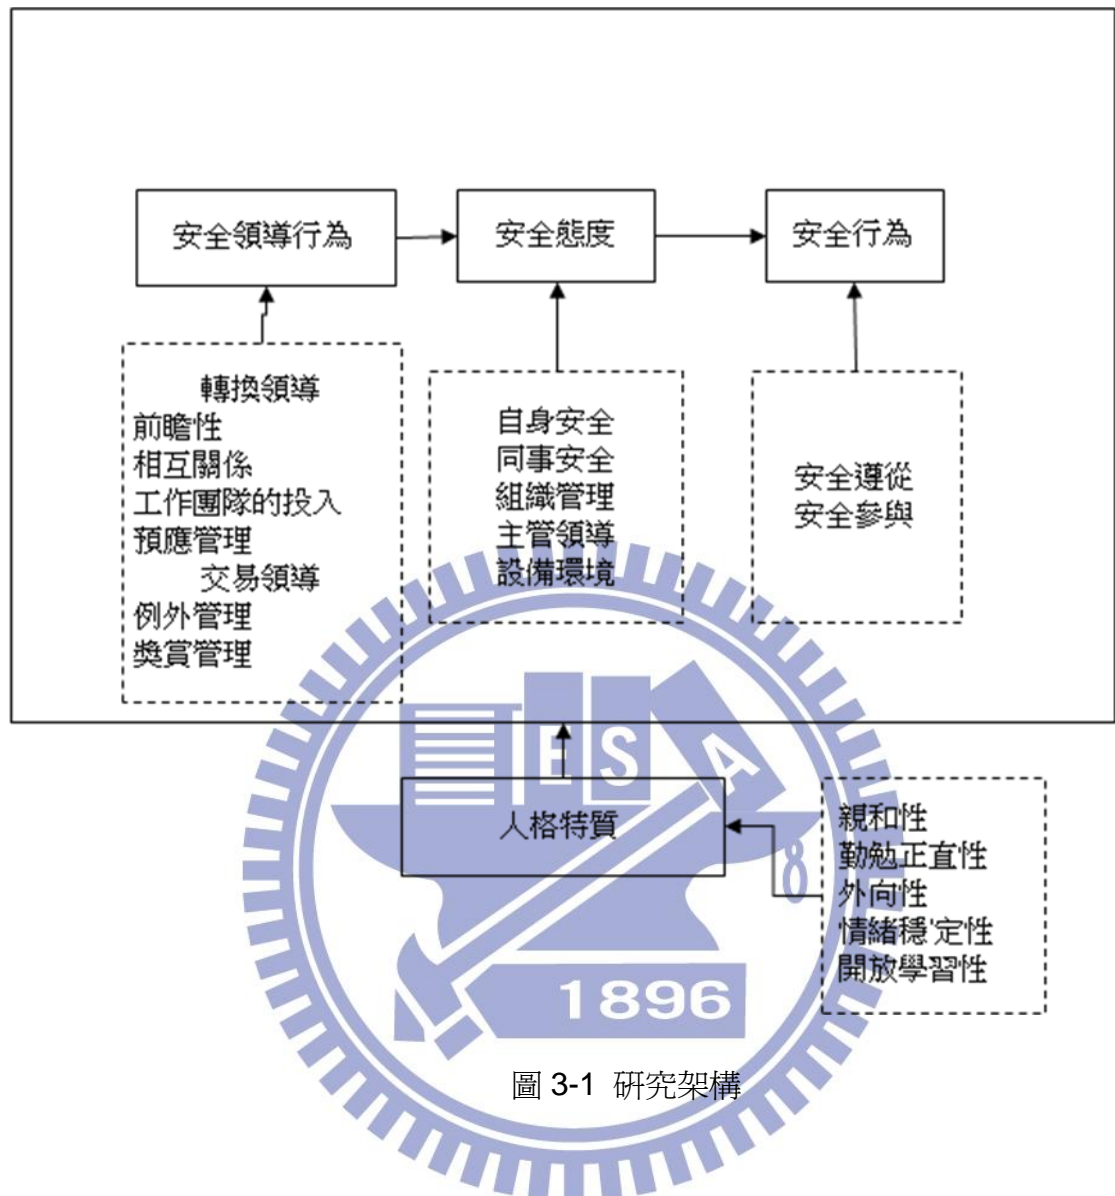 安全領導行為
安全態度
安全行為
轉換領導
前瞻性
相互關係
工作團隊的投入
預應管理
交易領導
例外管理
獎賞管理
自身安全
同事安全
組織管理
主管領導
設備環境
安全遵從
安全參與
人格特質
親和性
勤勉正直性
外向性
情緒穩定性
開放學習性
E S A
8
1896
圖 3-1 研究架構